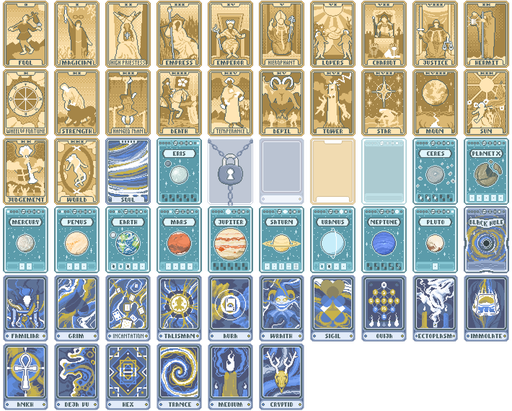 FOOL MAGICIAN HIGH PRIESTESS EMPRESS EMPEROR HIEROPHANT LOVERS CHARIOT JUSTICE HERMIT
WHEEL OF FORTUNE STRENGTH HANGED MAN DEATH TEMPERANCE DEVIL TOWER STAR MOON SUN
JUDGEMENT WORLD SOUL ERIS CERES PLANET X
MERCURY VENUS EARTH MARS JUPITER SATURN URANUS NEPTUNE PLUTO BLACK HOLE
FAMILIAR GRIM INCANTATION TALISMAN AURA WRAITH SIGIL OUIJA ECTOPLASM IMMOLATE
ANKH DEJA VU HEX TRANCE MEDIUM CRYPTID